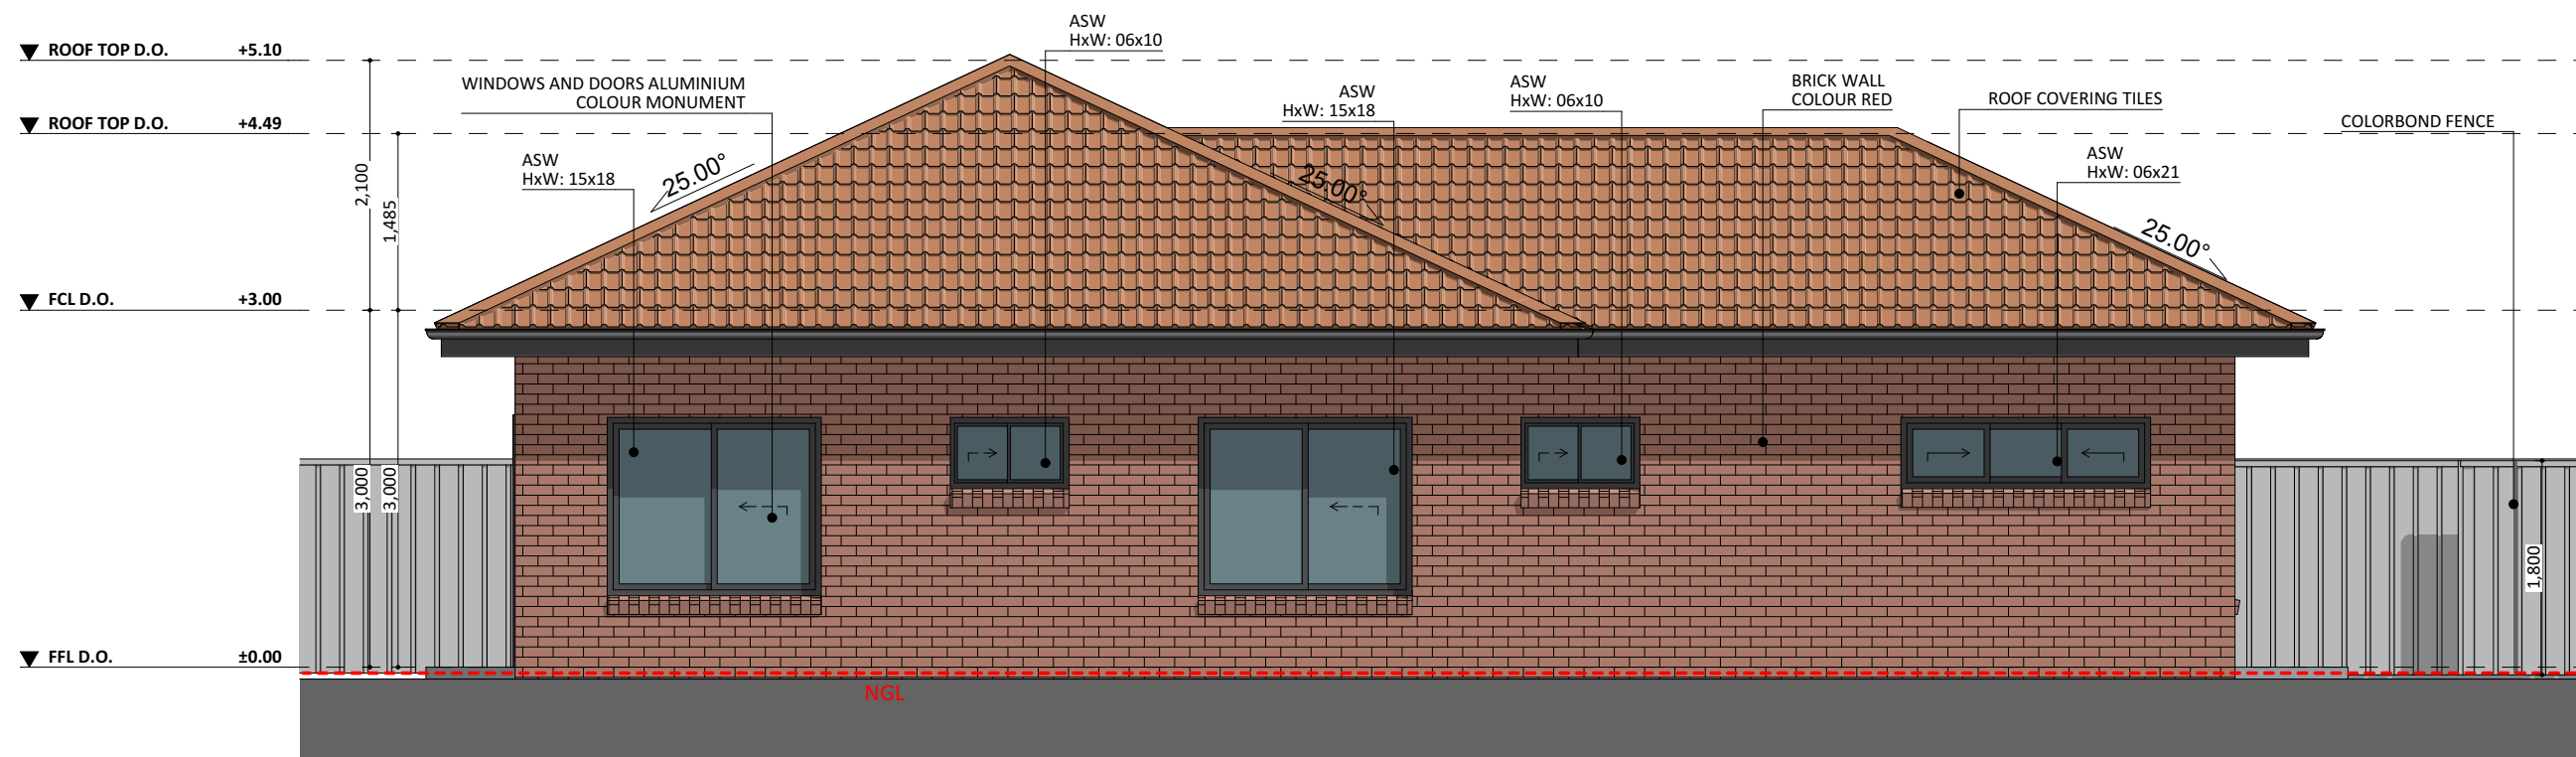 ROOF TOP D.O. +5.10
ROOF TOP D.O. +4.49
FCL D.O. +3.00
FFL D.O. ±0.00
2,100
1,485
3,000
3,000
WINDOWS AND DOORS ALUMINIUM
COLOUR MONUMENT
ASW
HxW: 15x18
25.00°
ASW
HxW: 06x10
ASW
HxW: 15x18
25.00°
ASW
HxW: 06x10
BRICK WALL
COLOUR RED
ROOF COVERING TILES
ASW
HxW: 06x21
25.00°
COLORBOND FENCE
1,800
NGL